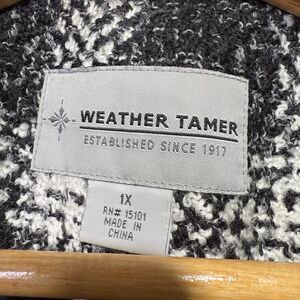 WEATHER TAMER
ESTABLISHED SINCE 1917
1X
RN# 15101
MADE IN
CHINA